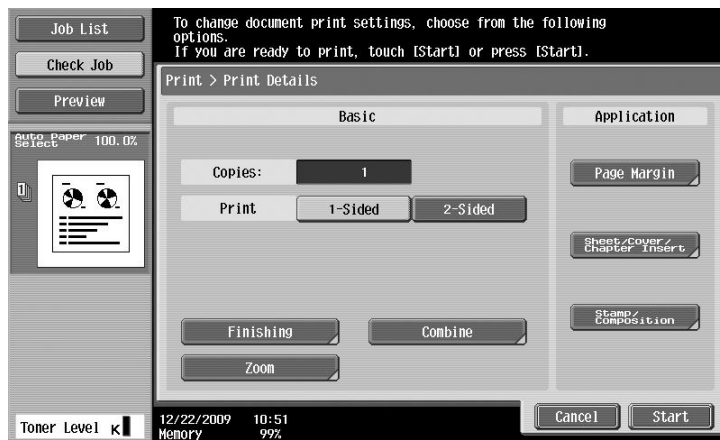 Job List
Check Job
Preview
Auto Paper
Select 100.0%
1
To change document print settings, choose from the following
options.
If you are ready to print, touch [Start] or press [Start].
Print > Print Details
Basic
Copies: 1
Print 1-Sided 2-Sided
Finishing Combine
Zoom
Application
Page Margin
Sheet/Cover/
Chapter Insert
Stamp/
Composition
Toner Level K
12/22/2009 10:51
Memory 99%
Cancel Start